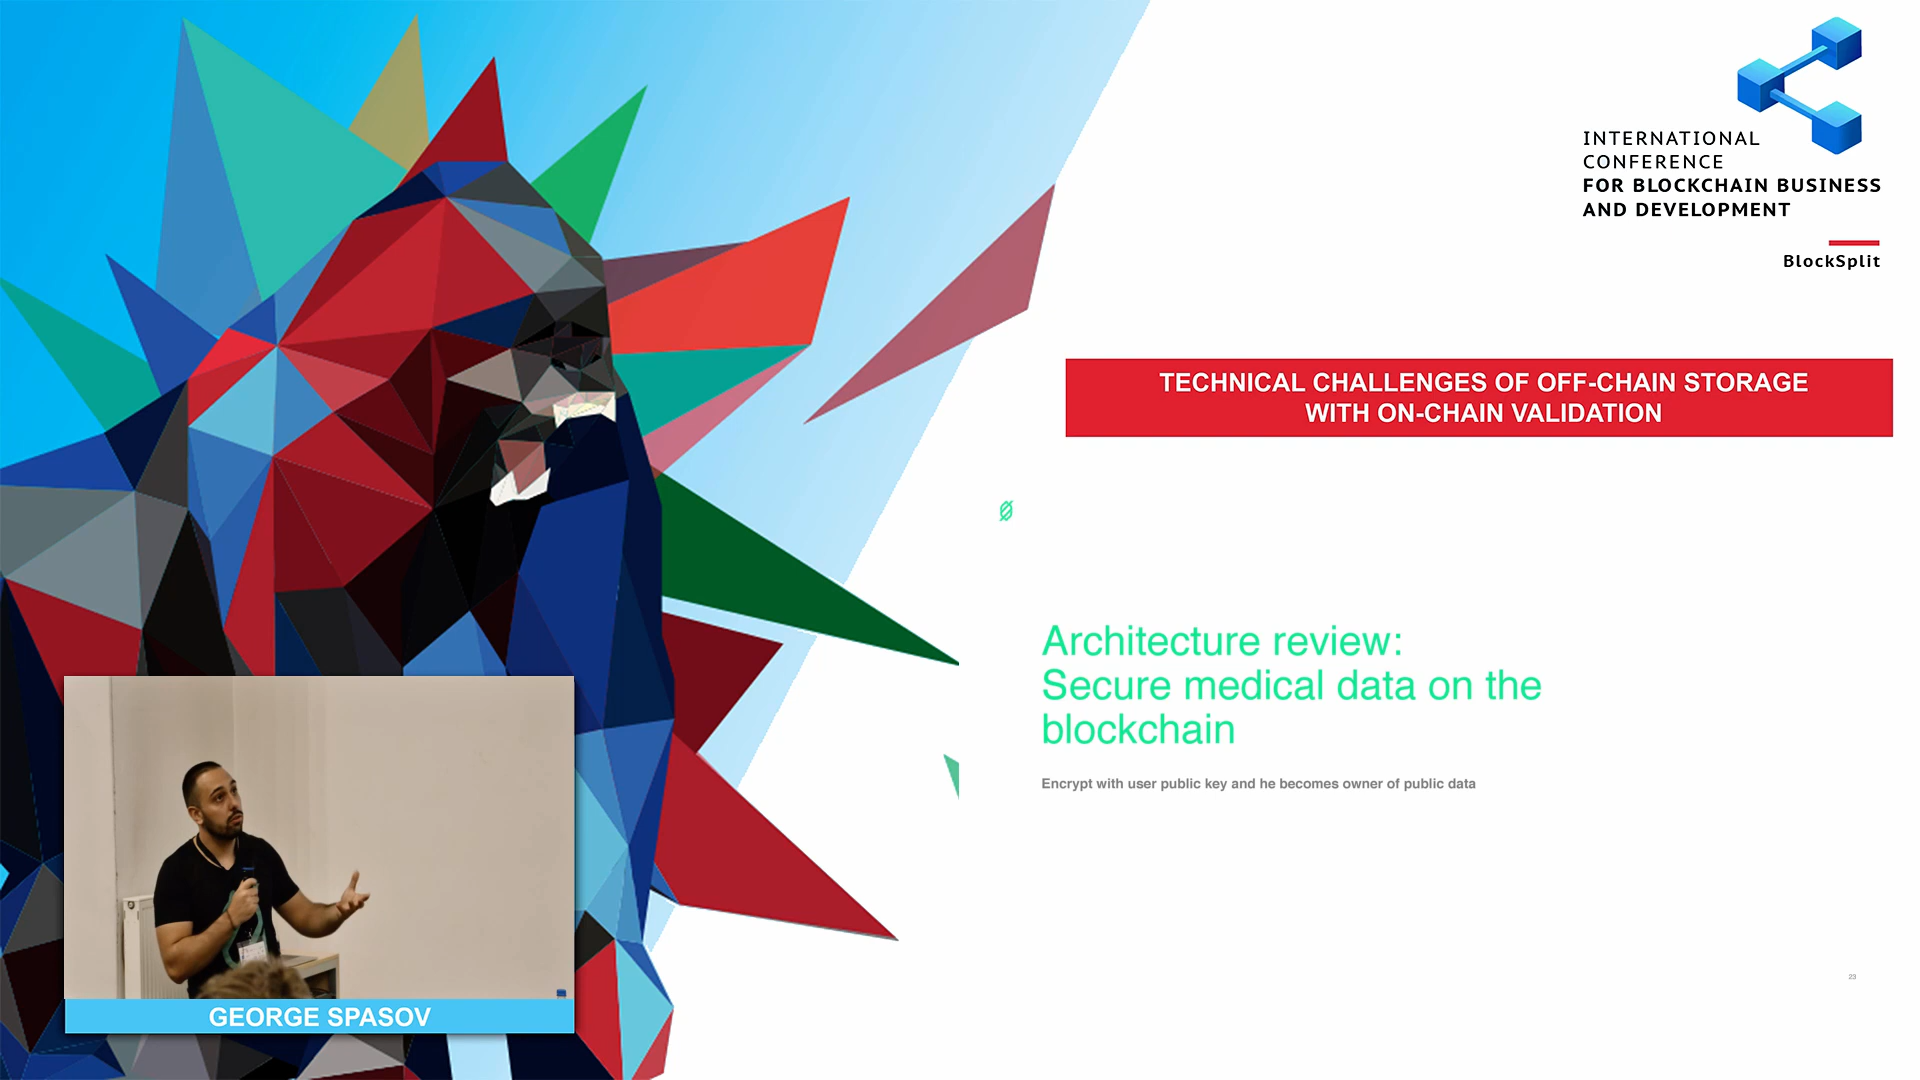 INTERNATIONAL
CONFERENCE
FOR BLOCKCHAIN BUSINESS
AND DEVELOPMENT
BlockSplit
TECHNICAL CHALLENGES OF OFF-CHAIN STORAGE
WITH ON-CHAIN VALIDATION
Architecture review:
Secure medical data on the
blockchain
Encrypt with user public key and he becomes owner of public data
23
GEORGE SPASOV